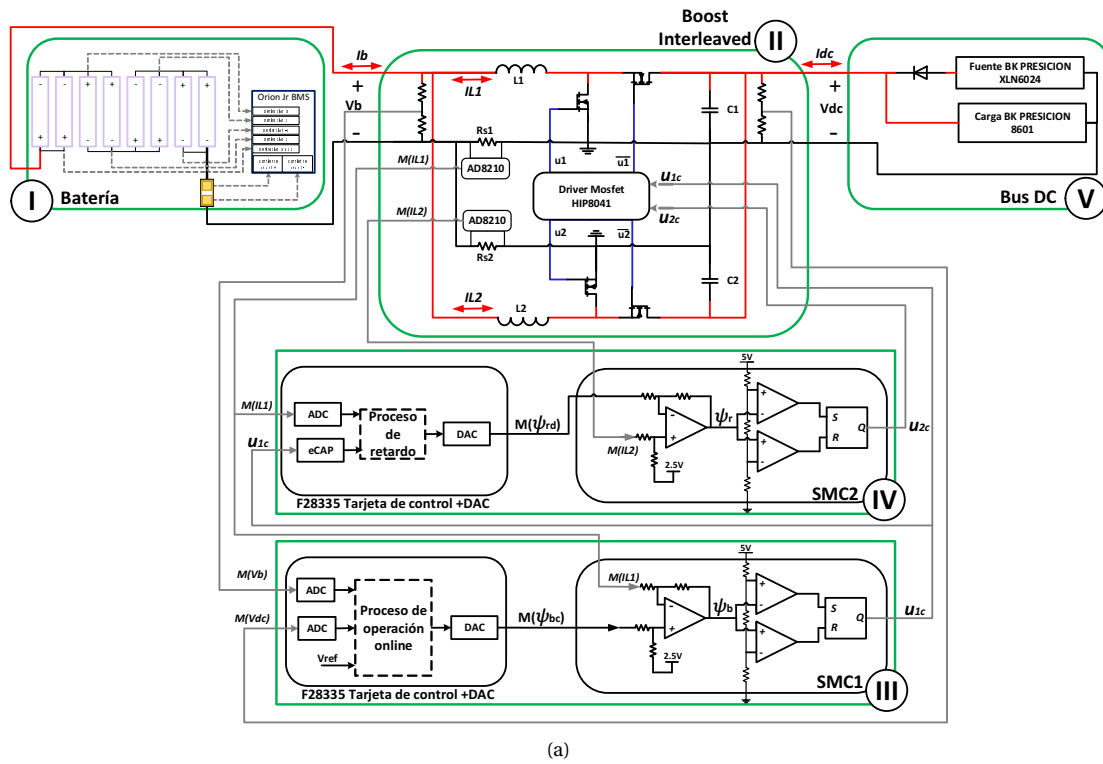 Boost
Interleaved
II
Ib
Idc
+
Vb
-
IL1
L1
C1
+
Vdc
-
Fuente BK PRESICION
XLN6024
Carga BK PRESICION
8601
Orion Jr BMS
- - + + - - + +
+ + - - + + - -
I
Batería
Rs1
M(IL1)
AD8210
u1
u1
Driver Mosfet
HIP8041
u1c
u2c
Bus DC
V
M(IL2)
AD8210
Rs2
u2
u2
C2
IL2
L2
M(IL1)
ADC
u1c
eCAP
Proceso
de
retardo
DAC
M(ψrd)
M(IL2)
-
+
2.5V
ψr
5V
+
-
+
-
S
R
Q
u2c
SMC2
IV
F28335 Tarjeta de control +DAC
M(Vb)
ADC
M(Vdc)
ADC
Vref
Proceso de
operación
online
DAC
M(ψbc)
M(IL1)
-
+
2.5V
ψb
5V
+
-
+
-
S
R
Q
u1c
SMC1
III
F28335 Tarjeta de control +DAC
(a)